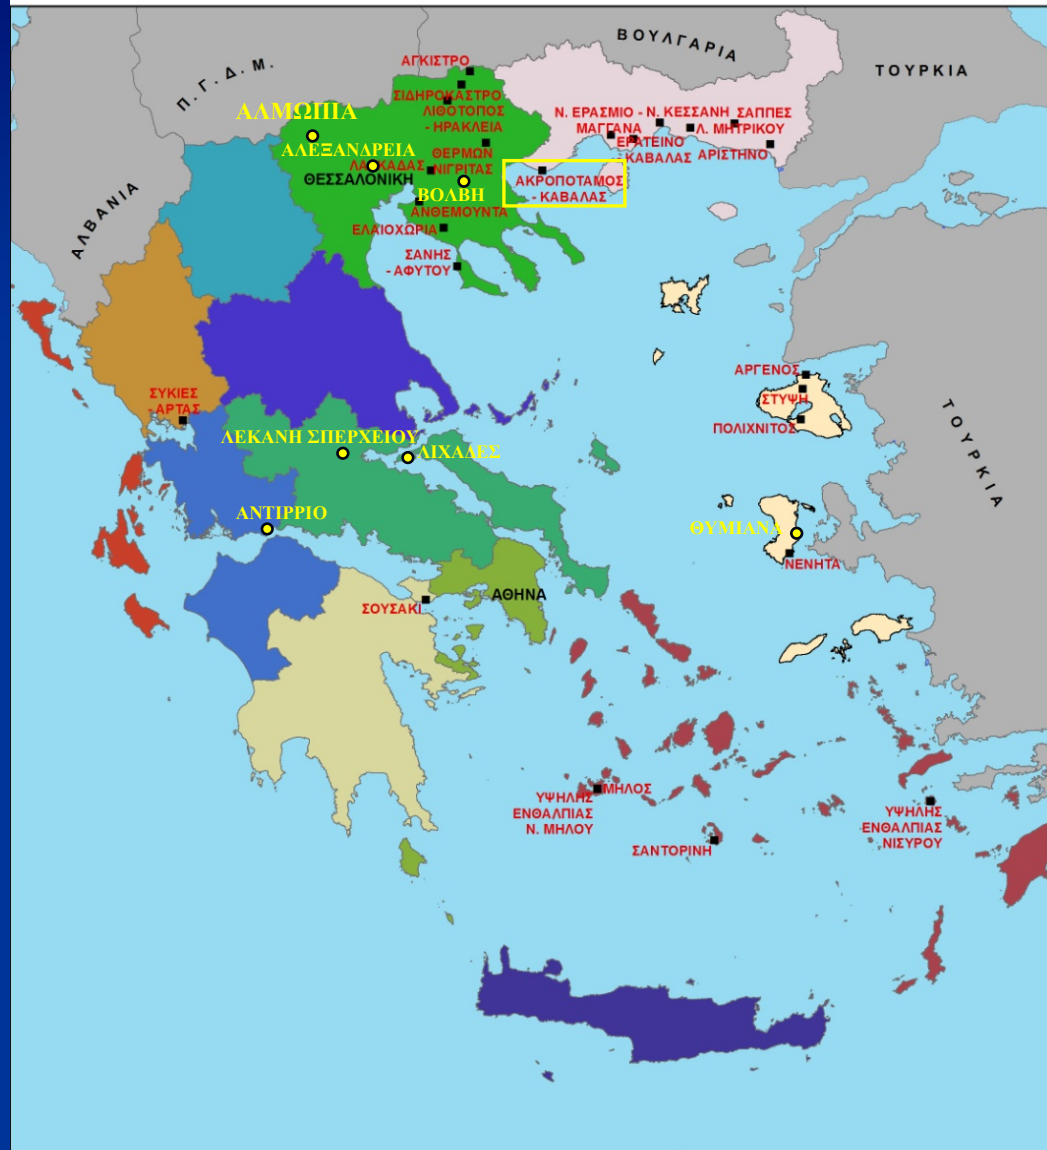 ΒΟΥΛΓΑΡΙΑ
ΤΟΥΡΚΙΑ
Π. Γ. Δ. Μ.
ΑΛΒΑΝΙΑ
ΑΓΚΙΣΤΡΟ
ΣΙΔΗΡΟΚΑΣΤΡΟ
ΛΙΘΟΤΟΠΟΣ
- ΗΡΑΚΛΕΙΑ
ΑΛΜΩΠΙΑ
ΑΛΕΞΑΝΔΡΕΙΑ
ΘΕΡΜΩΝ
ΝΙΓΡΙΤΑΣ
ΛΑΓΚΑΔΑΣ
ΘΕΣΣΑΛΟΝΙΚΗ
ΒΟΛΒΗ
ΑΝΘΕΜΟΥΝΤΑ
ΕΛΑΙΟΧΩΡΙΑ
ΣΑΝΗΣ
- ΑΦΥΤΟΥ
Ν. ΕΡΑΣΜΙΟ -
ΜΑΓΓΑΝΑ
Ν. ΚΕΣΣΑΝΗ
ΣΑΠΠΕΣ
Λ. ΜΗΤΡΙΚΟΥ
ΕΡΑΤΕΙΝΟ
- ΚΑΒΑΛΑΣ
ΑΡΙΣΤΗΝΟ
ΑΚΡΟΠΟΤΑΜΟΣ
- ΚΑΒΑΛΑΣ
ΑΡΓΕΝΟΣ
ΣΤΥΨΗ
ΠΟΛΙΧΝΙΤΟΣ
ΤΟΥΡΚΙΑ
ΣΥΚΙΕΣ
- ΑΡΤΑΣ
ΛΕΚΑΝΗ ΣΠΕΡΧΕΙΟΥ
ΛΙΧΑΔΕΣ
ΑΝΤΙΡΡΙΟ
ΘΥΜΙΑΝΑ
ΝΕΝΗΤΑ
ΑΘΗΝΑ
ΣΟΥΣΑΚΙ
ΜΗΛΟΣ
ΥΨΗΛΗΣ
ΕΝΘΑΛΠΙΑΣ
Ν. ΜΗΛΟΥ
ΣΑΝΤΟΡΙΝΗ
ΥΨΗΛΗΣ
ΕΝΘΑΛΠΙΑΣ
ΝΙΣΥΡΟΥ